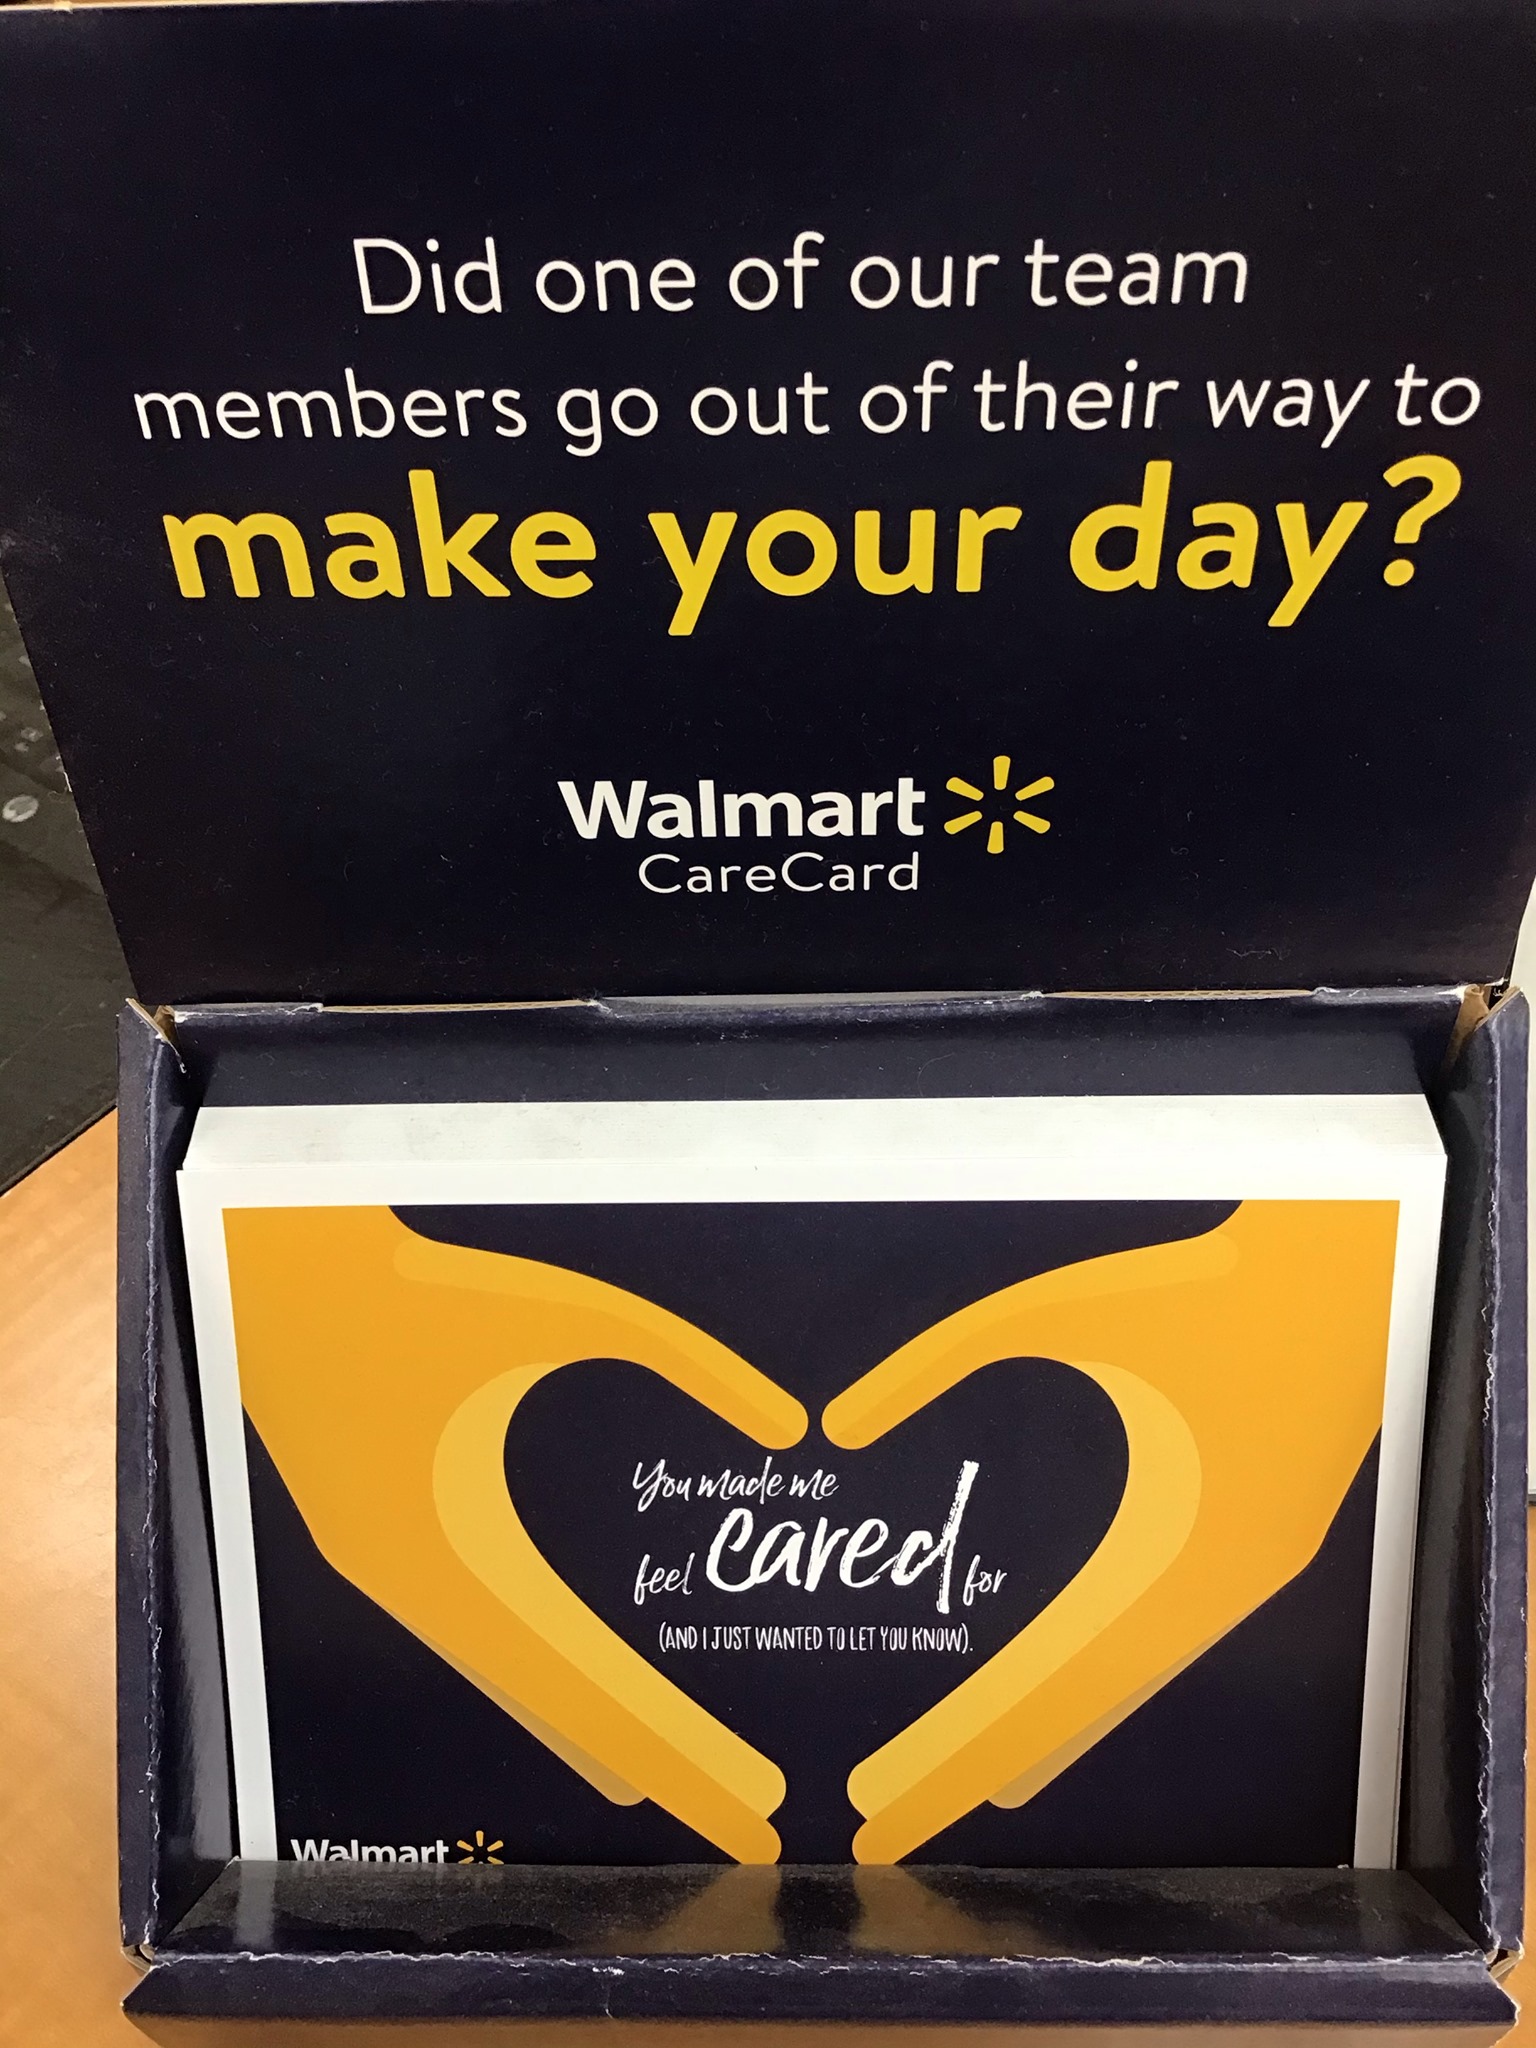 Did one of our team
members go out of their way to
make your day?
Walmart
CareCard
You made me
feel cared for
(AND I JUST WANTED TO LET YOU KNOW).
Walmart